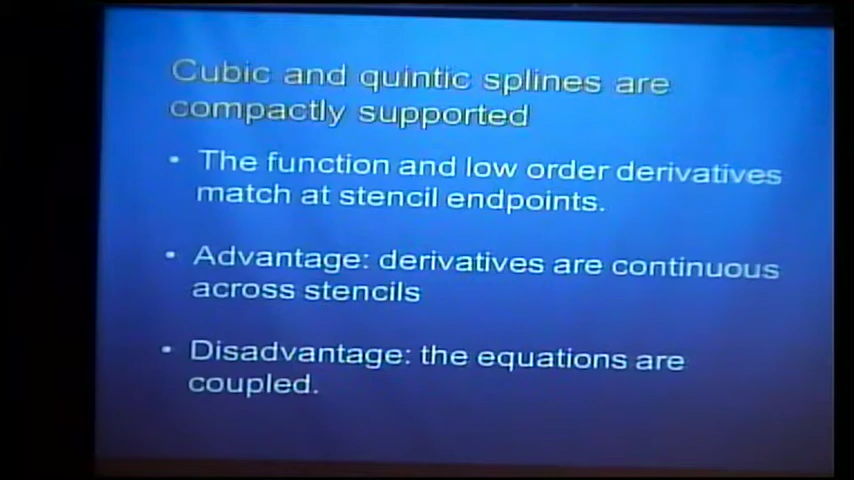 Cubic and quintic splines are
compactly supported
• The function and low order derivatives
match at stencil endpoints.
• Advantage: derivatives are continuous
across stencils
• Disadvantage: the equations are
coupled.